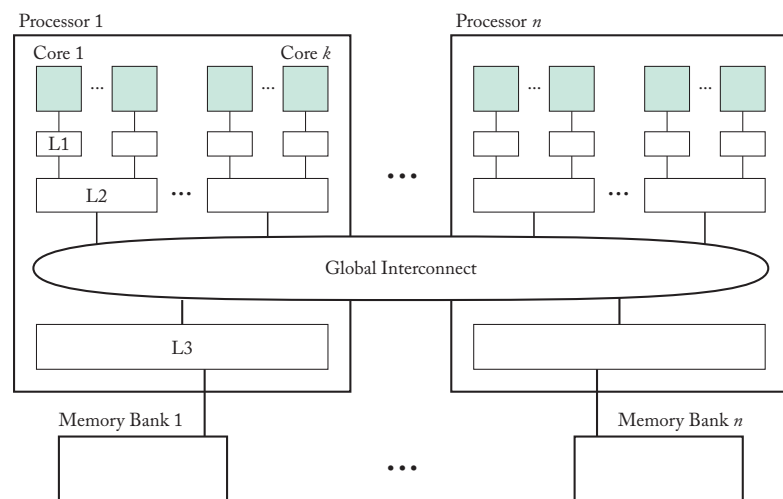 Processor 1
Processor n
Core 1
...
Core k
...
...
...
L1
L2
...
...
...
Global Interconnect
L3
Memory Bank 1
Memory Bank n
...